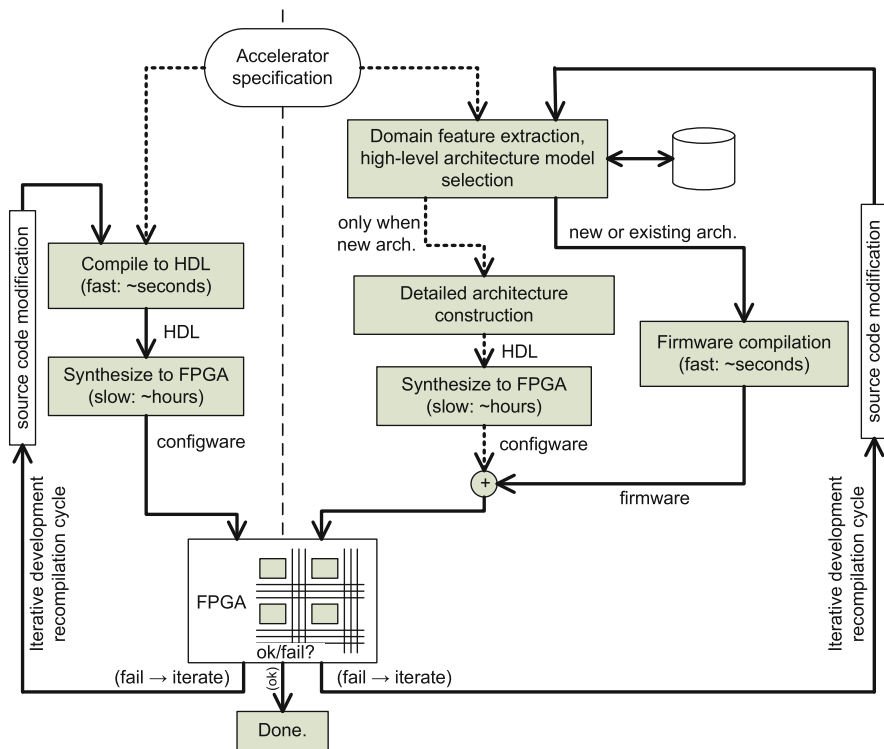 Accelerator
specification
Domain feature extraction,
high-level architecture model
selection
only when
new arch.
new or existing arch.
source code modification
Compile to HDL
(fast: ~seconds)
HDL
Synthesize to FPGA
(slow: ~hours)
configware
Detailed architecture
construction
HDL
Synthesize to FPGA
(slow: ~hours)
configware
Firmware compilation
(fast: ~seconds)
source code modification
+
firmware
Iterative development
recompilation cycle
Iterative development
recompilation cycle
FPGA
ok/fail?
(fail → iterate)
(ok)
(fail → iterate)
Done.